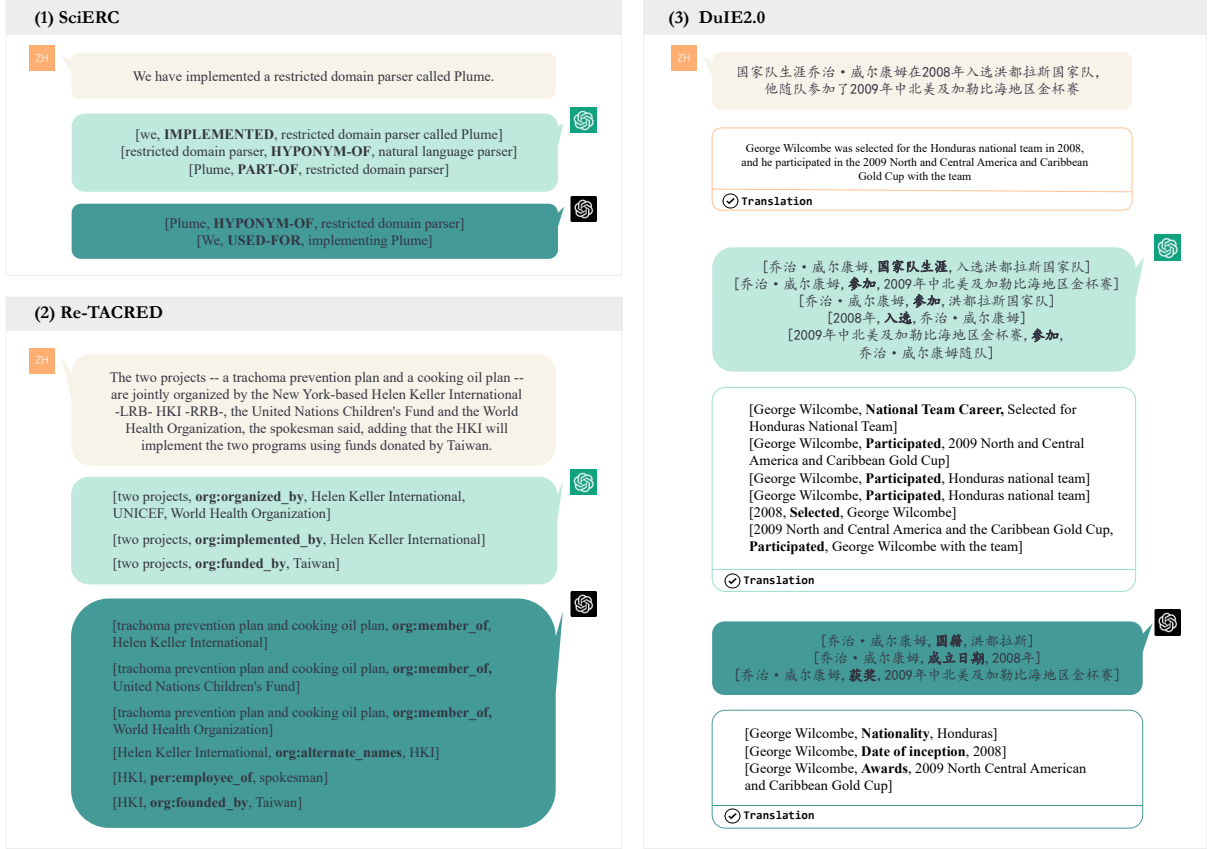 (1) SciERC
ZH
We have implemented a restricted domain parser called Plume.
[we, IMPLEMENTED, restricted domain parser called Plume]
[restricted domain parser, HYPONYM-OF, natural language parser]
[Plume, PART-OF, restricted domain parser]
[Plume, HYPONYM-OF, restricted domain parser]
[We, USED-FOR, implementing Plume]
(2) Re-TACRED
ZH
The two projects -- a trachoma prevention plan and a cooking oil plan --
are jointly organized by the New York-based Helen Keller International
-LRB- HKI -RRB-, the United Nations Children's Fund and the World
Health Organization, the spokesman said, adding that the HKI will
implement the two programs using funds donated by Taiwan.
[two projects, org:organized_by, Helen Keller International,
UNICEF, World Health Organization]
[two projects, org:implemented_by, Helen Keller International]
[two projects, org:funded_by, Taiwan]
[trachoma prevention plan and cooking oil plan, org:member_of,
Helen Keller International]
[trachoma prevention plan and cooking oil plan, org:member_of,
United Nations Children's Fund]
[trachoma prevention plan and cooking oil plan, org:member_of,
World Health Organization]
[Helen Keller International, org:alternate_names, HKI]
[HKI, per:employee_of, spokesman]
[HKI, org:founded_by, Taiwan]
(3) DuIE2.0
ZH
国家队生涯乔治·威尔康姆在2008年入选洪都拉斯国家队,
他随队参加了2009年中北美及加勒比海地区金杯赛
George Wilcombe was selected for the Honduras national team in 2008,
and he participated in the 2009 North and Central America and Caribbean
Gold Cup with the team
Translation
[乔治·威尔康姆, 国家队生涯, 入选洪都拉斯国家队]
[乔治·威尔康姆, 参加, 2009年中北美及加勒比海地区金杯赛]
[乔治·威尔康姆, 参加, 洪都拉斯国家队]
[2008年, 入选, 乔治·威尔康姆]
[2009年中北美及加勒比海地区金杯赛, 参加,
乔治·威尔康姆随队]
[George Wilcombe, National Team Career, Selected for
Honduras National Team]
[George Wilcombe, Participated, 2009 North and Central
America and Caribbean Gold Cup]
[George Wilcombe, Participated, Honduras national team]
[George Wilcombe, Participated, Honduras national team]
[2008, Selected, George Wilcombe]
[2009 North and Central America and the Caribbean Gold Cup,
Participated, George Wilcombe with the team]
Translation
[乔治·威尔康姆, 国籍, 洪都拉斯]
[乔治·威尔康姆, 成立日期, 2008年]
[乔治·威尔康姆, 获奖, 2009年中北美及加勒比海地区金杯赛]
[George Wilcombe, Nationality, Honduras]
[George Wilcombe, Date of inception, 2008]
[George Wilcombe, Awards, 2009 North Central American
and Caribbean Gold Cup]
Translation